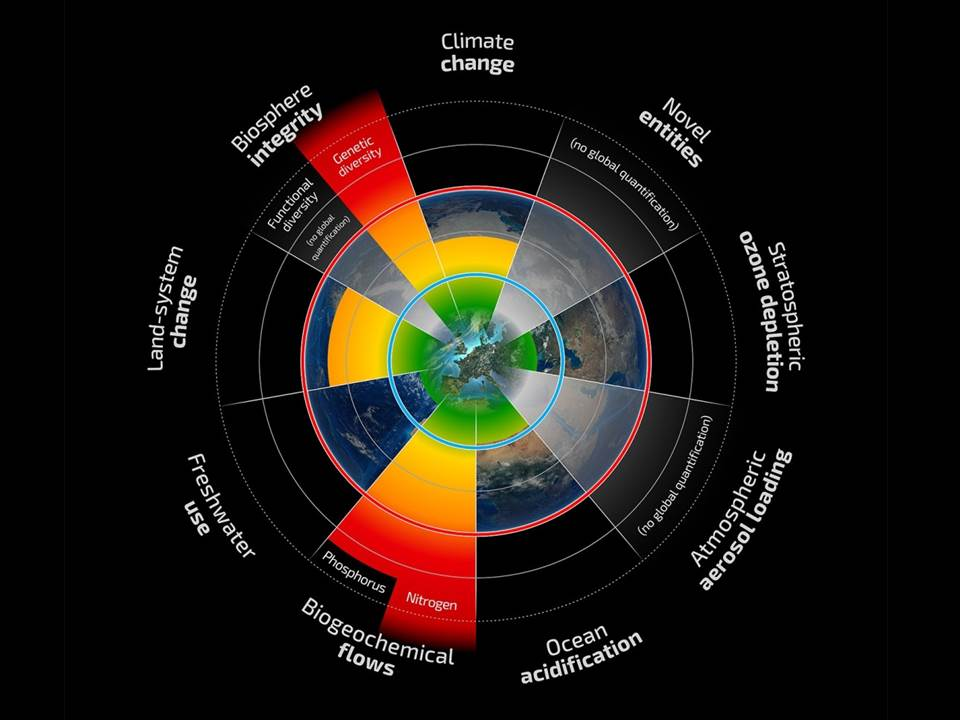 Climate
change
Novel
entities
(no global quantification)
Stratospheric
ozone depletion
Atmospheric
aerosol loading
(no global quantification)
Ocean
acidification
Biogeochemical
flows
Nitrogen
Phosphorus
Freshwater
use
Land-system
change
Biosphere
integrity
Functional
diversity
(no global
quantification)
Genetic
diversity